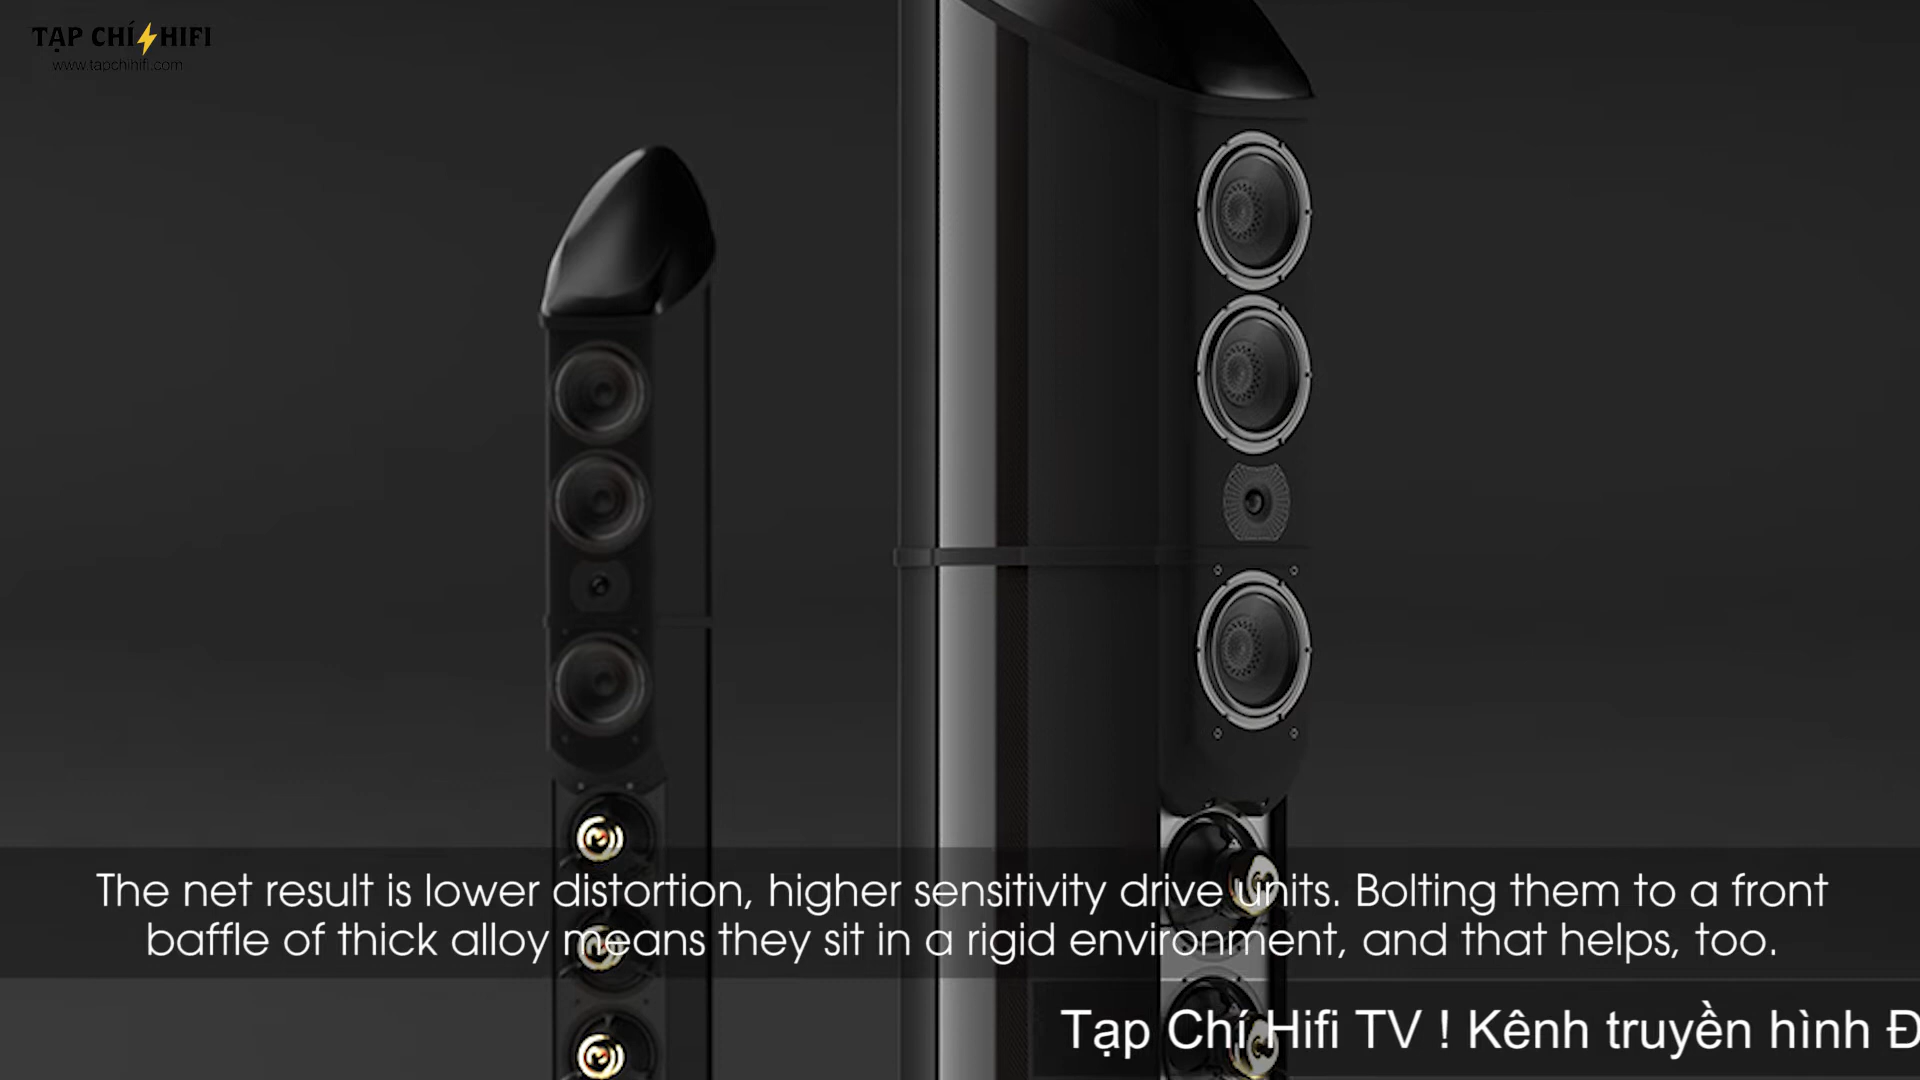 TẠP CHÍ HIFI
www.tapchihifi.com
The net result is lower distortion, higher sensitivity drive units. Bolting them to a front
baffle of thick alloy means they sit in a rigid environment, and that helps, too.
Tạp Chí Hifi TV ! Kênh truyền hình Đ